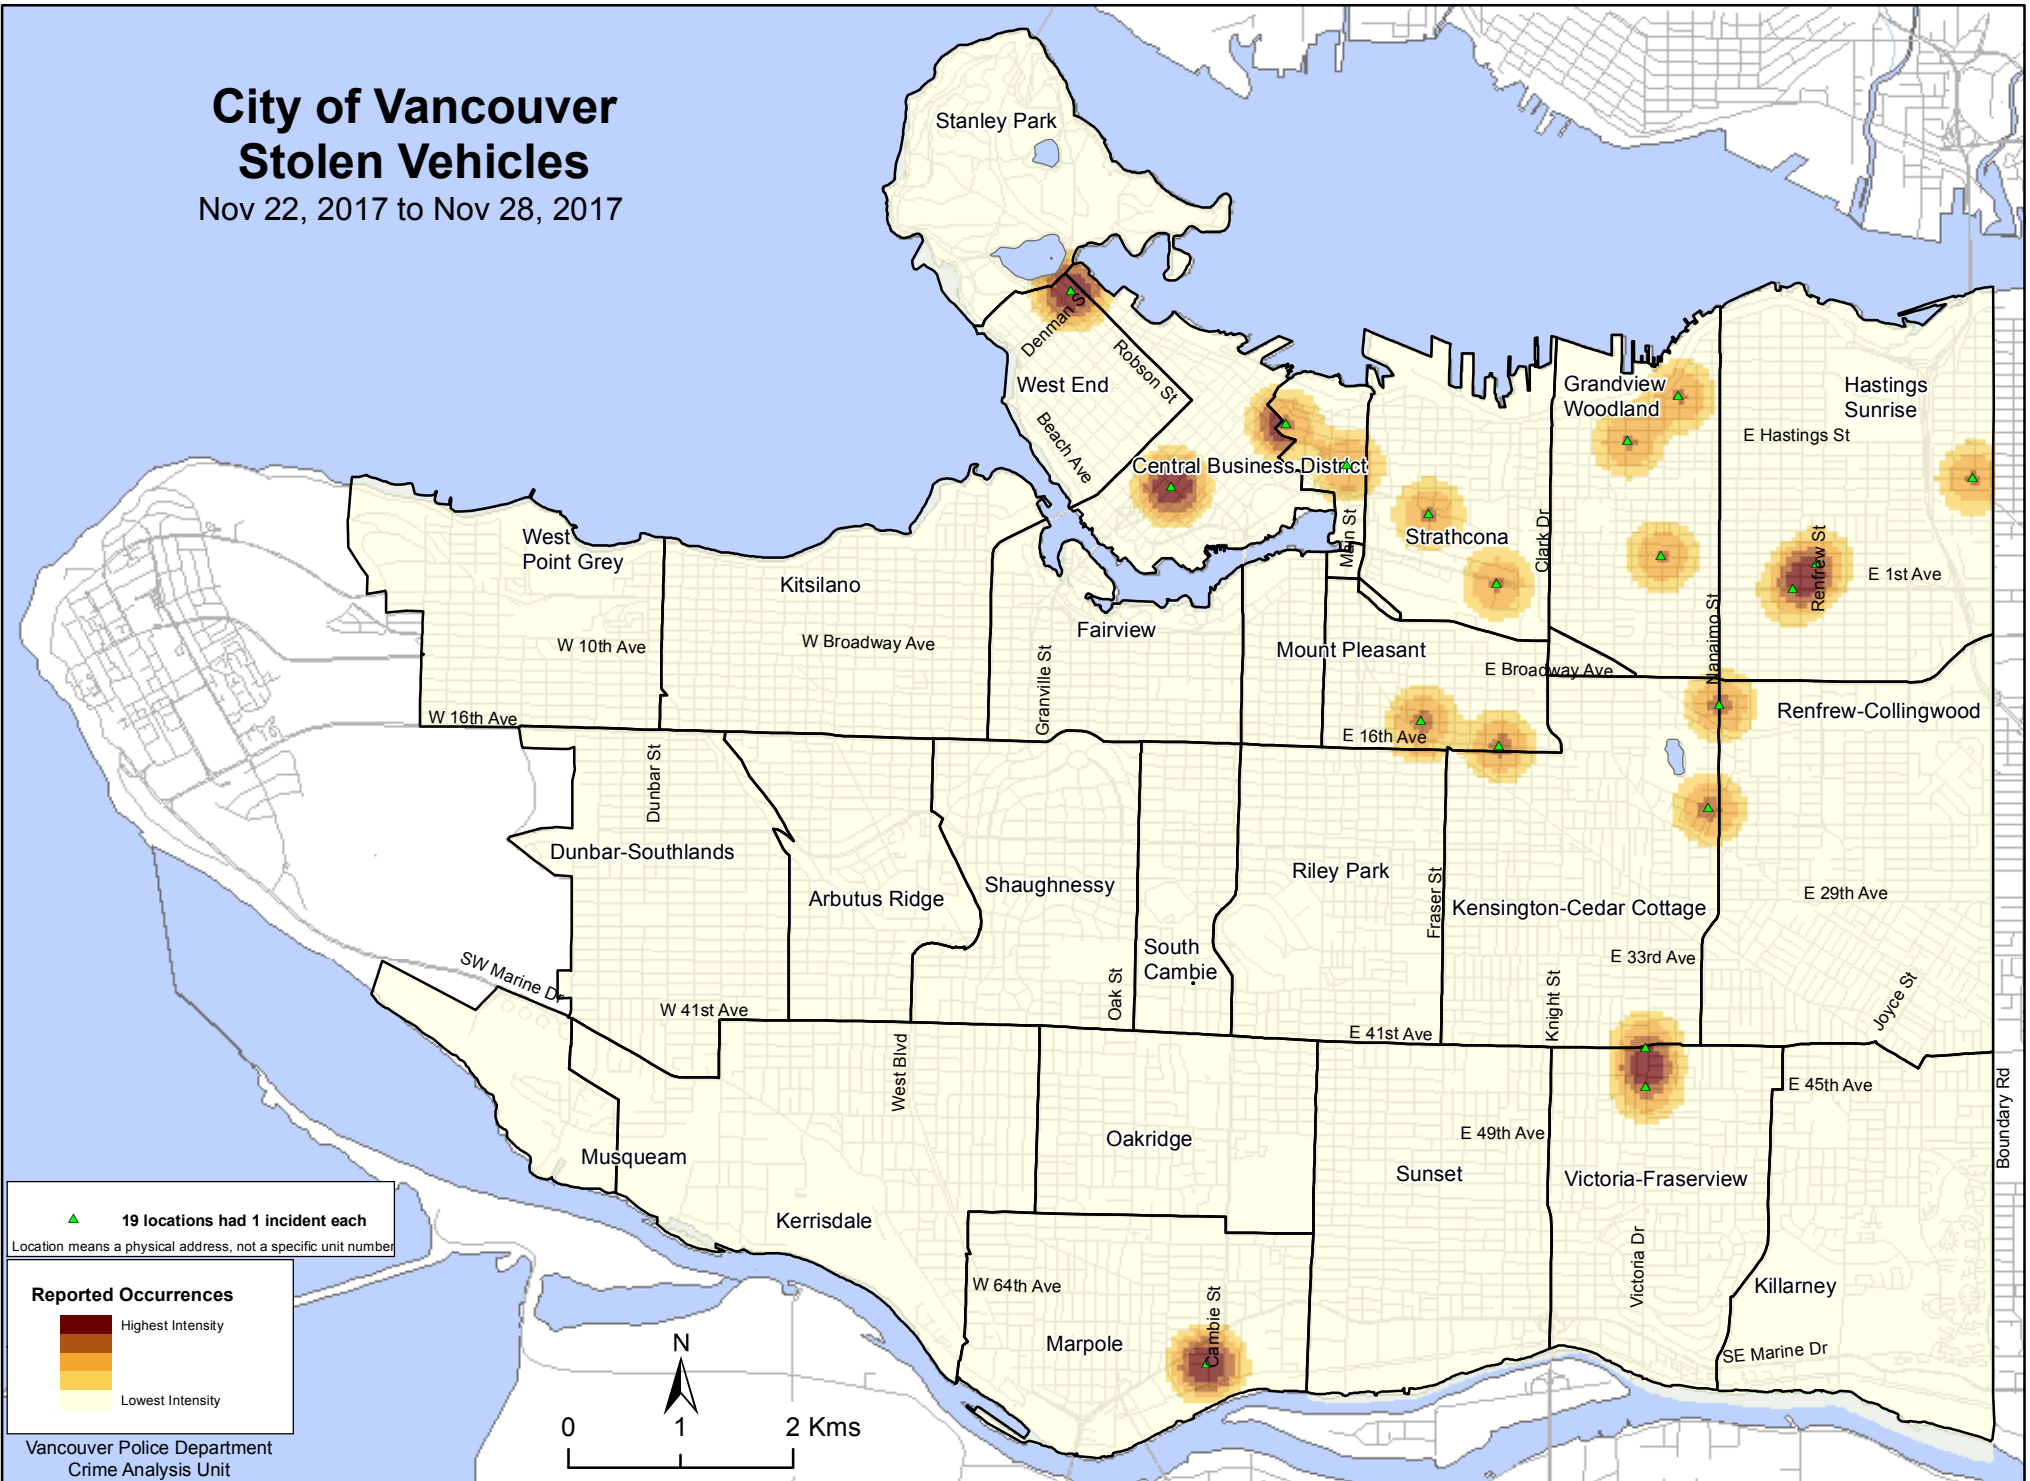 City of Vancouver
Stolen Vehicles
Nov 22, 2017 to Nov 28, 2017
Stanley Park
Denman St
Robson St
West End
Beach Ave
Central Business District
Main St
Strathcona
Clark Dr
Grandview
Woodland
Hastings
Sunrise
E Hastings St
Renfrew St
E 1st Ave
Nanaimo St
West
Point Grey
Kitsilano
Fairview
W 10th Ave
W Broadway Ave
Granville St
Mount Pleasant
E Broadway Ave
W 16th Ave
E 16th Ave
Renfrew-Collingwood
Dunbar St
Dunbar-Southlands
Arbutus Ridge
Shaughnessy
Riley Park
Fraser St
Kensington-Cedar Cottage
E 29th Ave
South
Cambie
E 33rd Ave
SW Marine Dr
W 41st Ave
Oak St
E 41st Ave
Knight St
Joyce St
West Blvd
E 45th Ave
Boundary Rd
Oakridge
E 49th Ave
Musqueam
Sunset
Victoria-Fraserview
Kerrisdale
Victoria Dr
W 64th Ave
Cambie St
Killarney
Marpole
SE Marine Dr
19 locations had 1 incident each
Location means a physical address, not a specific unit number
Reported Occurrences
Highest Intensity
Lowest Intensity
N
0 1 2 Kms
Vancouver Police Department
Crime Analysis Unit